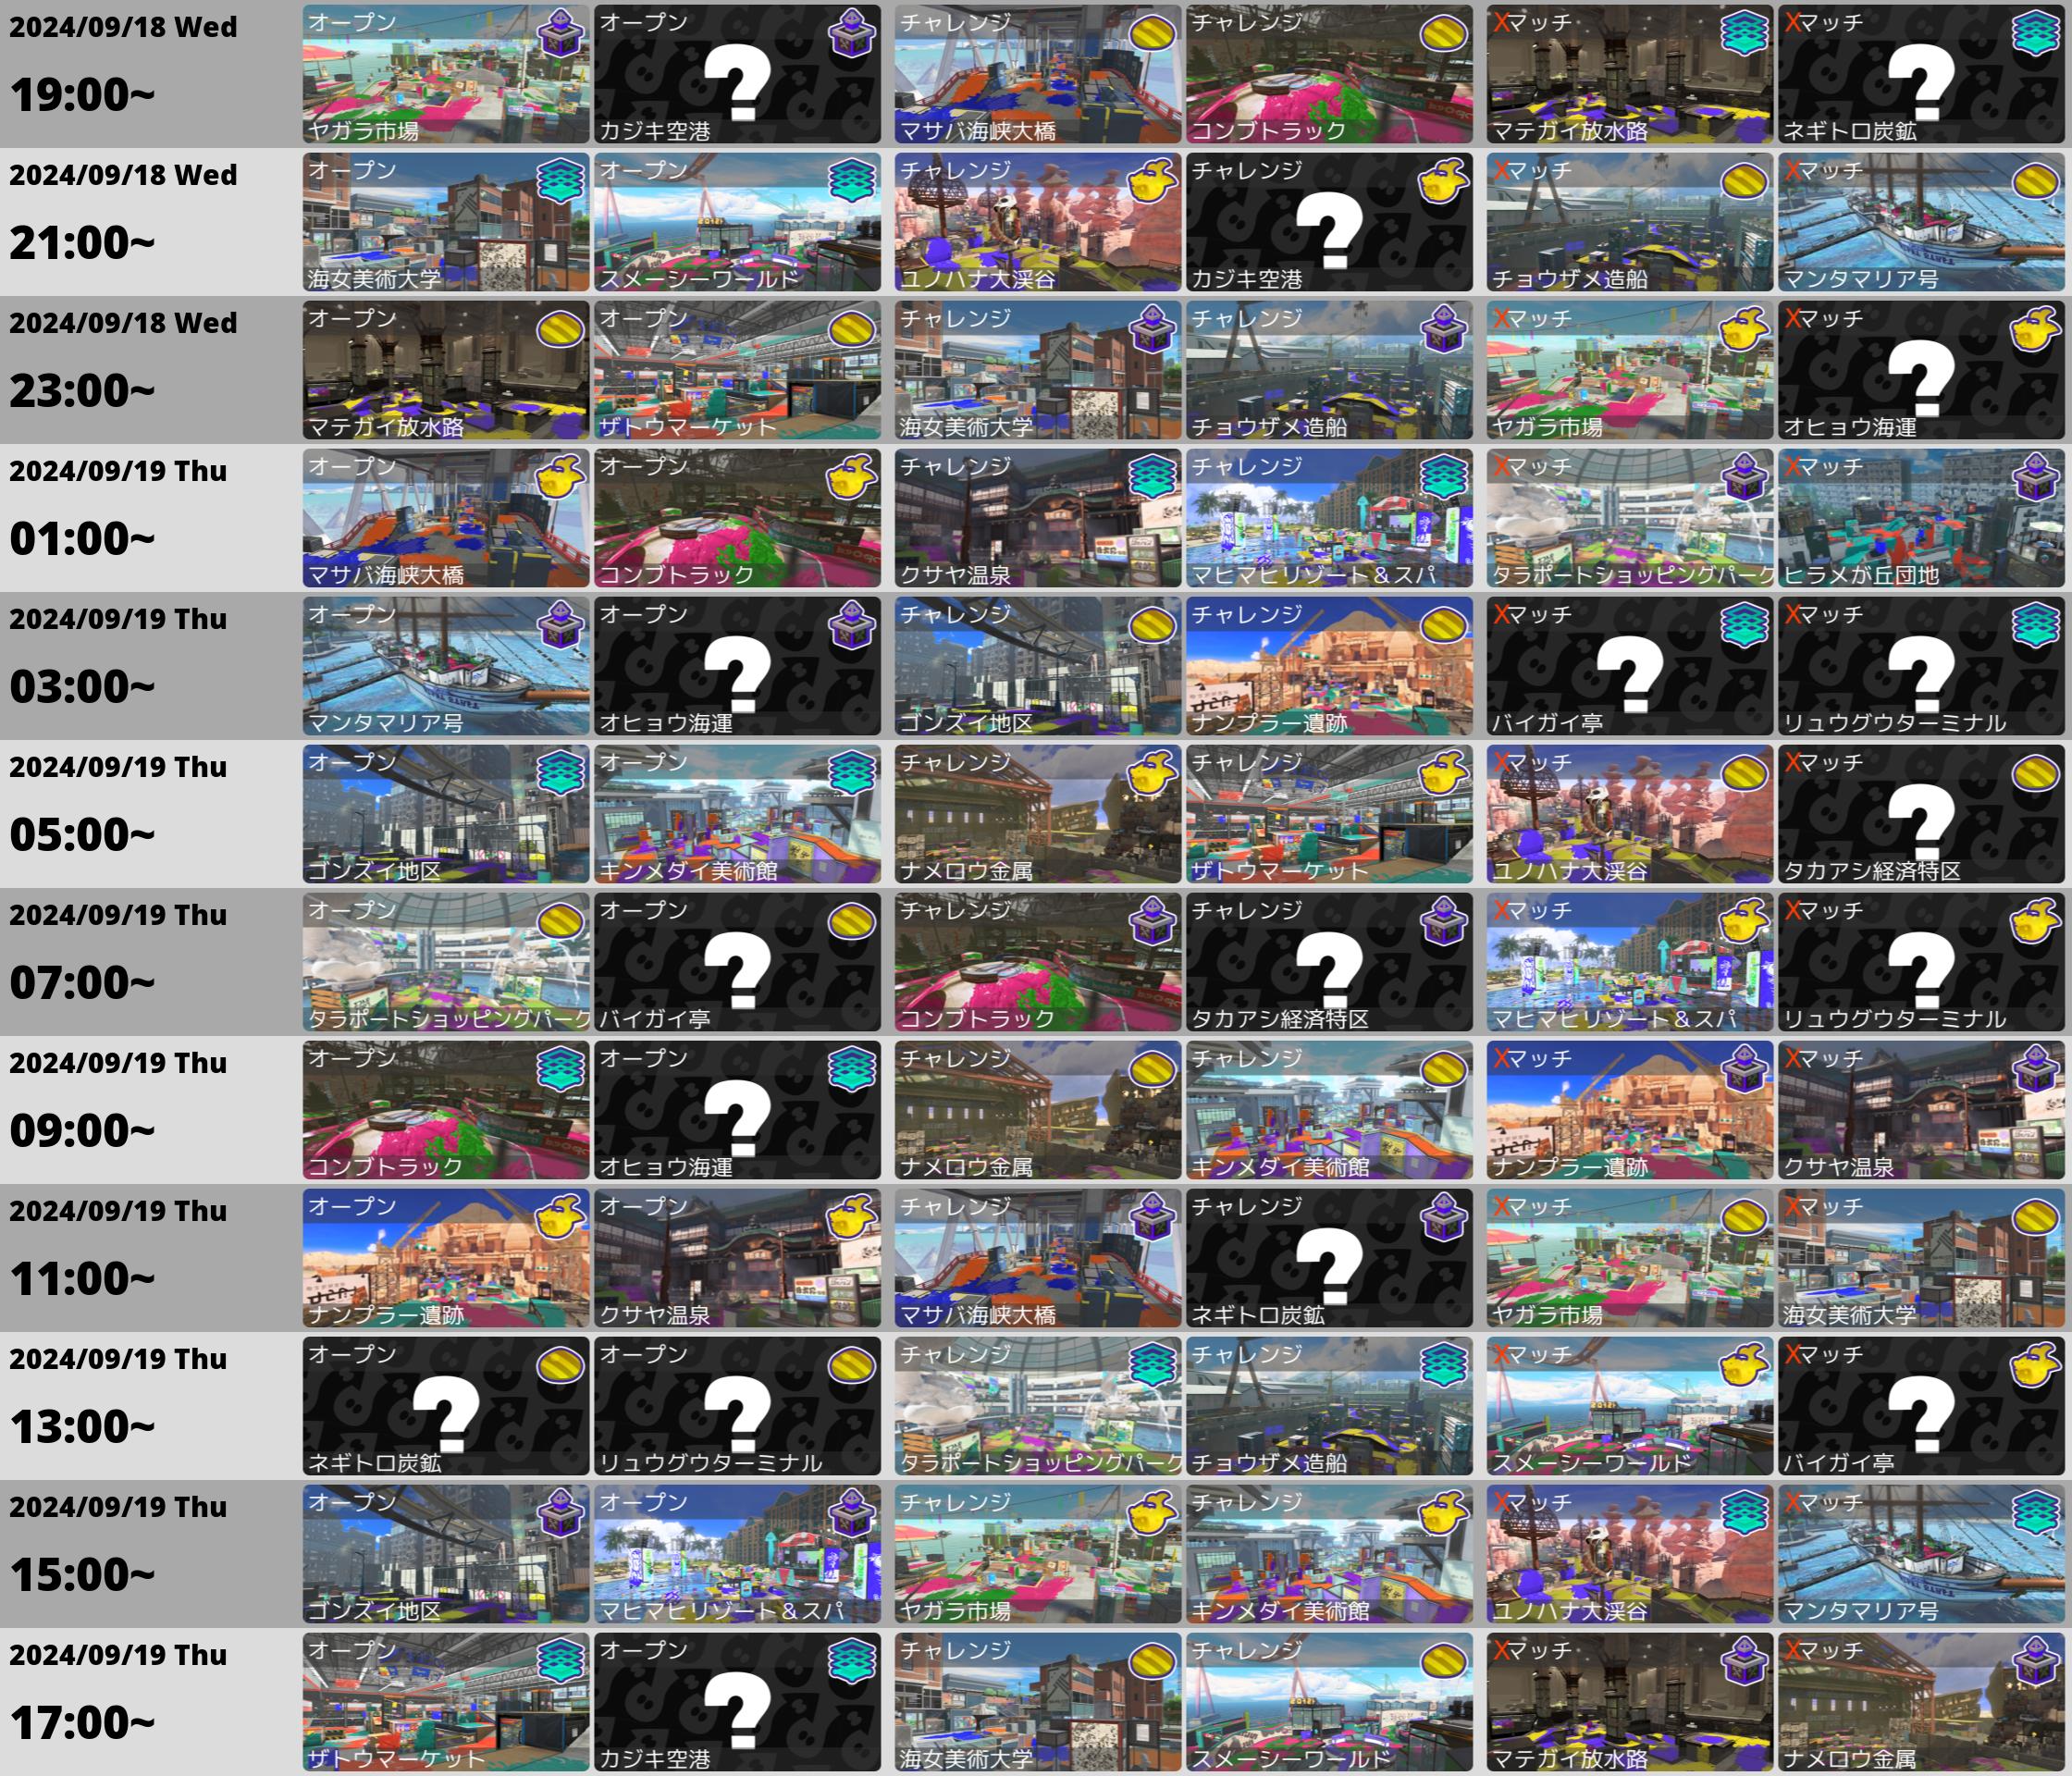 2024/09/18 Wed
19:00~
オープン
ヤガラ市場
オープン
カジキ空港
チャレンジ
マサバ海峡大橋
チャレンジ
コンブトラック
Xマッチ
マテガイ放水路
Xマッチ
ネギトロ炭鉱
2024/09/18 Wed
21:00~
オープン
海女美術大学
オープン
スメーシーワールド
チャレンジ
ユノハナ大渓谷
チャレンジ
カジキ空港
Xマッチ
チョウザメ造船
Xマッチ
マンタマリア号
2024/09/18 Wed
23:00~
オープン
マテガイ放水路
オープン
ザトウマーケット
チャレンジ
海女美術大学
チャレンジ
チョウザメ造船
Xマッチ
ヤガラ市場
Xマッチ
オヒョウ海運
2024/09/19 Thu
01:00~
オープン
マサバ海峡大橋
オープン
コンブトラック
チャレンジ
クサヤ温泉
チャレンジ
マヒマヒリゾート＆スパ
Xマッチ
タラポートショッピングパーク
Xマッチ
ヒラメが丘団地
2024/09/19 Thu
03:00~
オープン
マンタマリア号
オープン
オヒョウ海運
チャレンジ
ゴンズイ地区
チャレンジ
ナンプラー遺跡
Xマッチ
バイガイ亭
Xマッチ
リュウグウターミナル
2024/09/19 Thu
05:00~
オープン
ゴンズイ地区
オープン
キンメダイ美術館
チャレンジ
ナメロウ金属
チャレンジ
ザトウマーケット
Xマッチ
ユノハナ大渓谷
Xマッチ
タカアシ経済特区
2024/09/19 Thu
07:00~
オープン
タラポートショッピングパーク
オープン
バイガイ亭
チャレンジ
コンブトラック
チャレンジ
タカアシ経済特区
Xマッチ
マヒマヒリゾート＆スパ
Xマッチ
リュウグウターミナル
2024/09/19 Thu
09:00~
オープン
コンブトラック
オープン
オヒョウ海運
チャレンジ
ナメロウ金属
チャレンジ
キンメダイ美術館
Xマッチ
ナンプラー遺跡
Xマッチ
クサヤ温泉
2024/09/19 Thu
11:00~
オープン
ナンプラー遺跡
オープン
クサヤ温泉
チャレンジ
マサバ海峡大橋
チャレンジ
ネギトロ炭鉱
Xマッチ
ヤガラ市場
Xマッチ
海女美術大学
2024/09/19 Thu
13:00~
オープン
ネギトロ炭鉱
オープン
リュウグウターミナル
チャレンジ
タラポートショッピングパーク
チャレンジ
チョウザメ造船
Xマッチ
スメーシーワールド
Xマッチ
バイガイ亭
2024/09/19 Thu
15:00~
オープン
ゴンズイ地区
オープン
マヒマヒリゾート＆スパ
チャレンジ
ヤガラ市場
チャレンジ
キンメダイ美術館
Xマッチ
ユノハナ大渓谷
Xマッチ
マンタマリア号
2024/09/19 Thu
17:00~
オープン
ザトウマーケット
オープン
カジキ空港
チャレンジ
海女美術大学
チャレンジ
スメーシーワールド
Xマッチ
マテガイ放水路
Xマッチ
ナメロウ金属